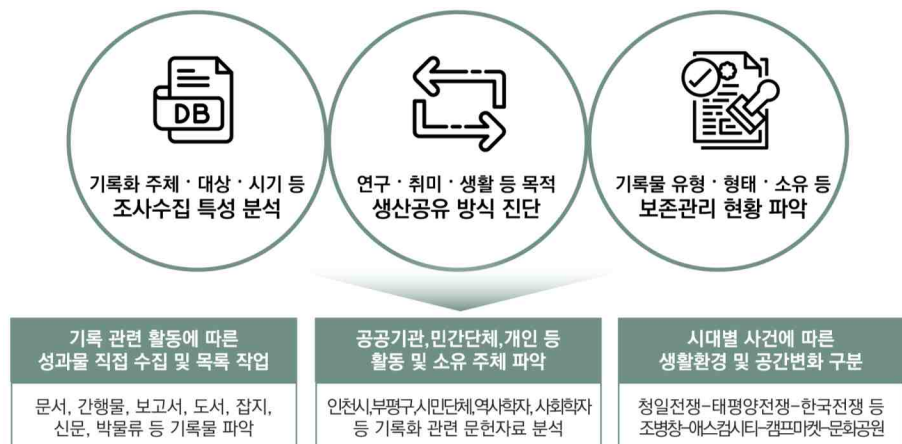 DB
기록화 주체 · 대상 · 시기 등
조사수집 특성 분석
연구 · 취미 · 생활 등 목적
생산공유 방식 진단
기록물 유형 · 형태 · 소유 등
보존관리 현황 파악
기록 관련 활동에 따른
성과물 직접 수집 및 목록 작업
문서, 간행물, 보고서, 도서, 잡지,
신문, 박물류 등 기록물 파악
공공기관,민간단체,개인 등
활동 및 소유 주체 파악
인천시,부평구,시민단체,역사학자, 사회학자
등 기록화 관련 문헌자료 분석
시대별 사건에 따른
생활환경 및 공간변화 구분
청일전쟁-태평양전쟁-한국전쟁 등
조병창-애스컴시티-캠프마켓-문화공원